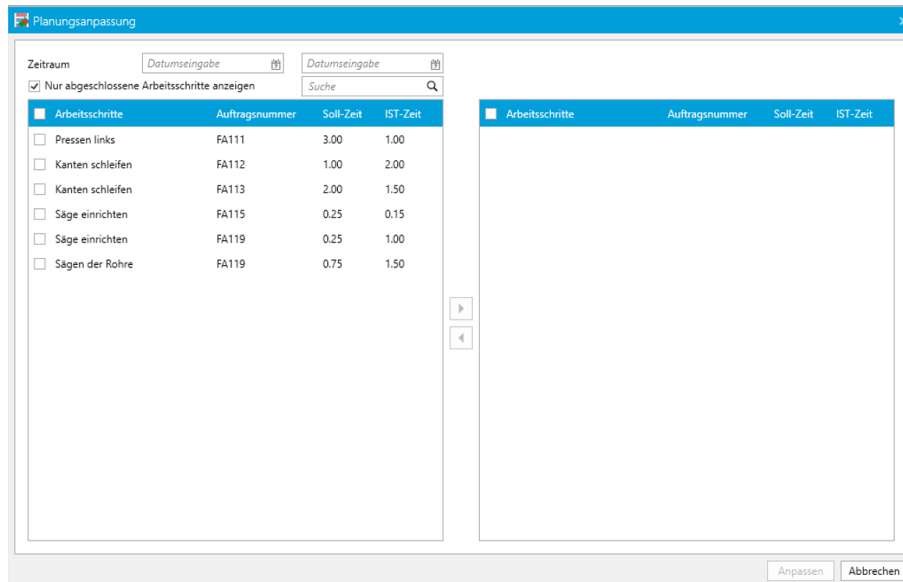 Planungsanpassung
Zeitraum Datumseingabe Datumseingabe
Nur abgeschlossene Arbeitsschritte anzeigen Suche
Arbeitsschritte Auftragsnummer Soll-Zeit IST-Zeit Arbeitsschritte Auftragsnummer Soll-Zeit IST-Zeit
Pressen links FA111 3.00 1.00
Kanten schleifen FA112 1.00 2.00
Kanten schleifen FA113 2.00 1.50
Säge einrichten FA115 0.25 0.15
Säge einrichten FA119 0.25 1.00
Sägen der Rohre FA119 0.75 1.50
Anpassen Abbrechen